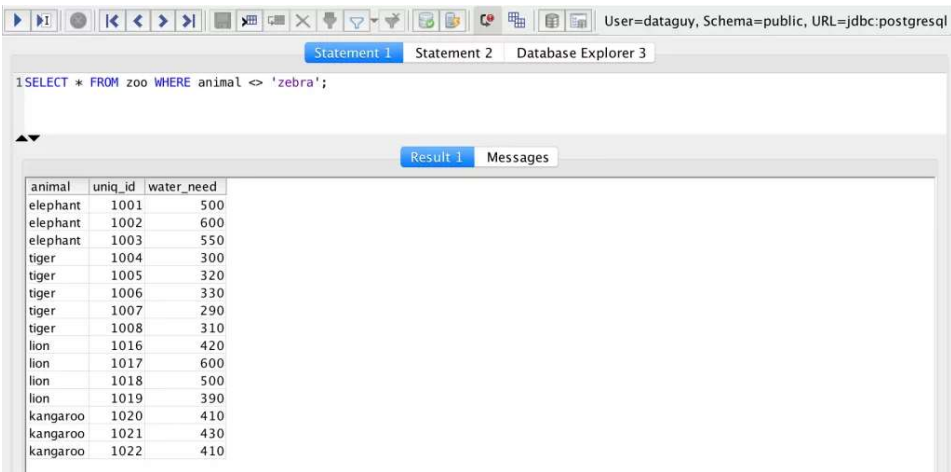 User=dataguy, Schema=public, URL=jdbc:postgresql
Statement 1 Statement 2 Database Explorer 3
1 SELECT * FROM zoo WHERE animal <> 'zebra';
Result 1 Messages
animal uniq_id water_need
elephant 1001 500
elephant 1002 600
elephant 1003 550
tiger 1004 300
tiger 1005 320
tiger 1006 330
tiger 1007 290
tiger 1008 310
lion 1016 420
lion 1017 600
lion 1018 500
lion 1019 390
kangaroo 1020 410
kangaroo 1021 430
kangaroo 1022 410